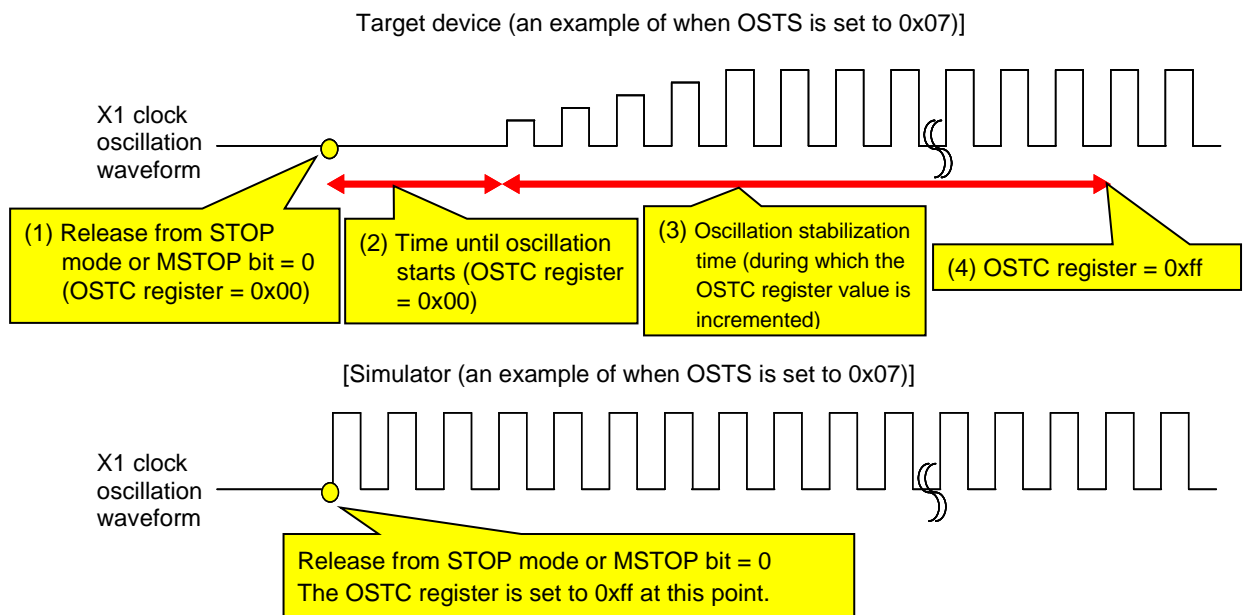 Target device (an example of when OSTS is set to 0x07)]
X1 clock
oscillation
waveform
(1) Release from STOP
mode or MSTOP bit = 0
(OSTC register = 0x00)
(2) Time until oscillation
starts (OSTC register
= 0x00)
(3) Oscillation stabilization
time (during which the
OSTC register value is
incremented)
(4) OSTC register = 0xff
[Simulator (an example of when OSTS is set to 0x07)]
X1 clock
oscillation
waveform
Release from STOP mode or MSTOP bit = 0
The OSTC register is set to 0xff at this point.